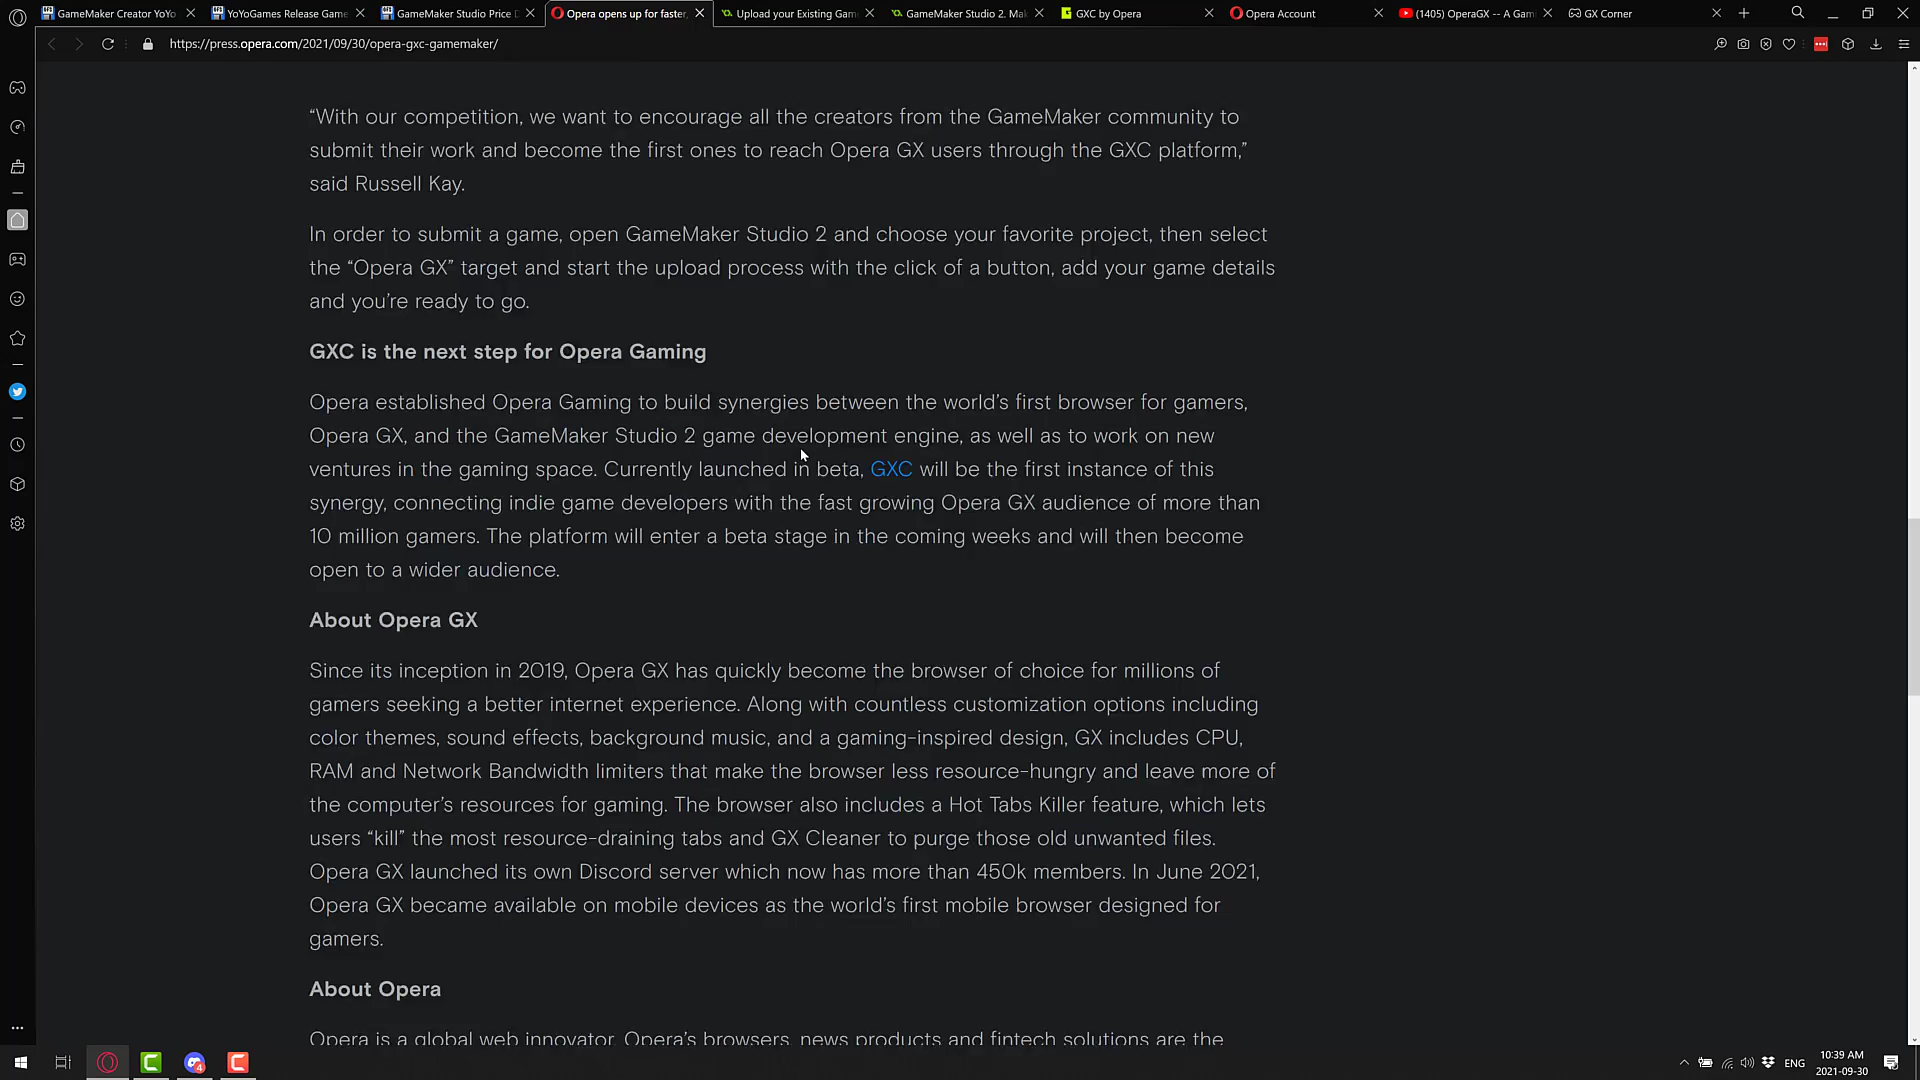 GameMaker Creator YoYo
YoYoGames Release Game
GameMaker Studio Price D
Opera opens up for faster,
Upload your Existing Gam
GameMaker Studio 2. Mak
GXC by Opera
Opera Account
(1405) OperaGX -- A Gami
GX Corner
https://press.opera.com/2021/09/30/opera-gxc-gamemaker/
“With our competition, we want to encourage all the creators from the GameMaker community to
submit their work and become the first ones to reach Opera GX users through the GXC platform,”
said Russell Kay.
In order to submit a game, open GameMaker Studio 2 and choose your favorite project, then select
the “Opera GX” target and start the upload process with the click of a button, add your game details
and you’re ready to go.
GXC is the next step for Opera Gaming
Opera established Opera Gaming to build synergies between the world’s first browser for gamers,
Opera GX, and the GameMaker Studio 2 game development engine, as well as to work on new
ventures in the gaming space. Currently launched in beta, GXC will be the first instance of this
synergy, connecting indie game developers with the fast growing Opera GX audience of more than
10 million gamers. The platform will enter a beta stage in the coming weeks and will then become
open to a wider audience.
About Opera GX
Since its inception in 2019, Opera GX has quickly become the browser of choice for millions of
gamers seeking a better internet experience. Along with countless customization options including
color themes, sound effects, background music, and a gaming-inspired design, GX includes CPU,
RAM and Network Bandwidth limiters that make the browser less resource-hungry and leave more of
the computer’s resources for gaming. The browser also includes a Hot Tabs Killer feature, which lets
users “kill” the most resource-draining tabs and GX Cleaner to purge those old unwanted files.
Opera GX launched its own Discord server which now has more than 450k members. In June 2021,
Opera GX became available on mobile devices as the world’s first mobile browser designed for
gamers.
About Opera
Opera is a global web innovator. Opera’s browsers, news products and fintech solutions are the
4
ENG
10:39 AM
2021-09-30